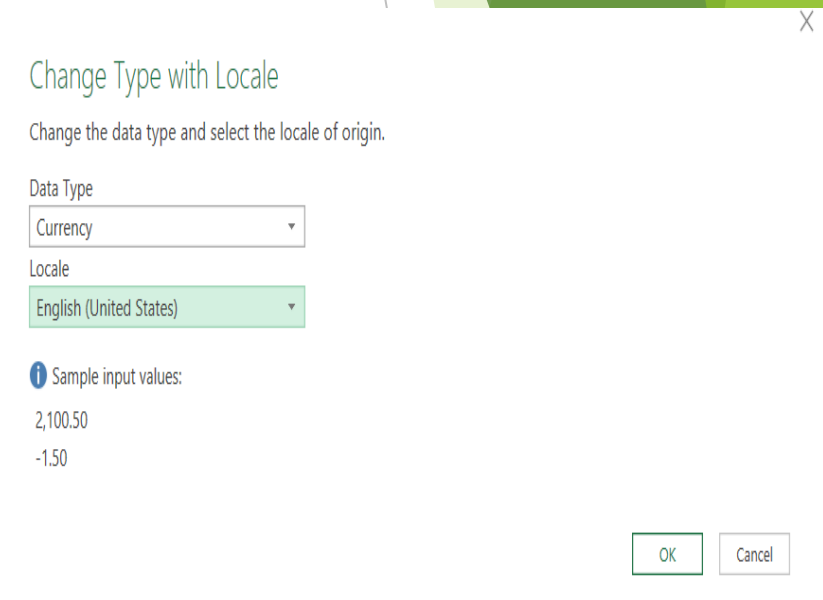 Change Type with Locale
Change the data type and select the locale of origin.
Data Type
Currency
Locale
English (United States)
Sample input values:
2,100.50
-1.50
OK
Cancel